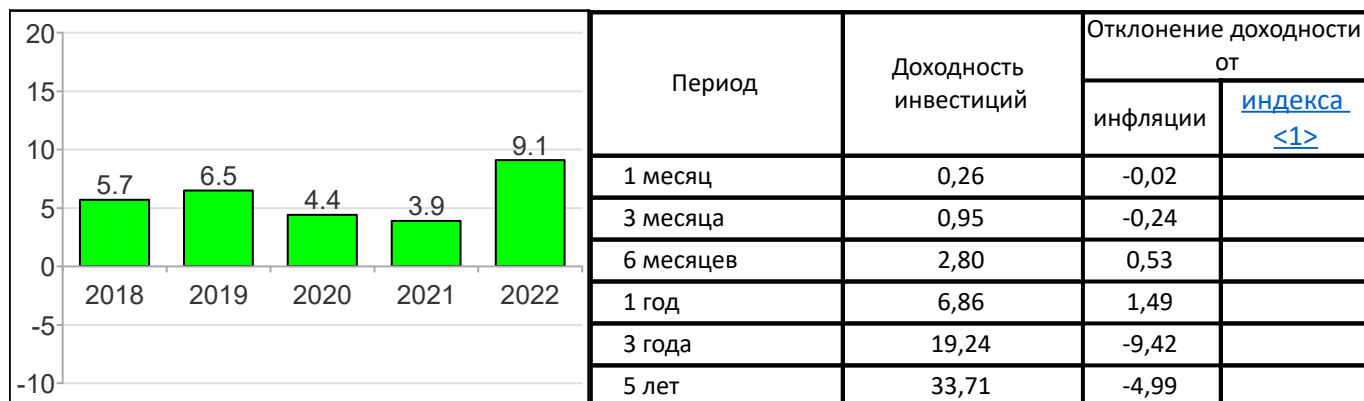 20
15
10
5
0
-5
-10
5.7
6.5
4.4
3.9
9.1
2018 2019 2020 2021 2022
Период
Доходность
инвестиций
Отклонение доходности
от
инфляции
индекса
<1>
1 месяц 0,26 -0,02
3 месяца 0,95 -0,24
6 месяцев 2,80 0,53
1 год 6,86 1,49
3 года 19,24 -9,42
5 лет 33,71 -4,99